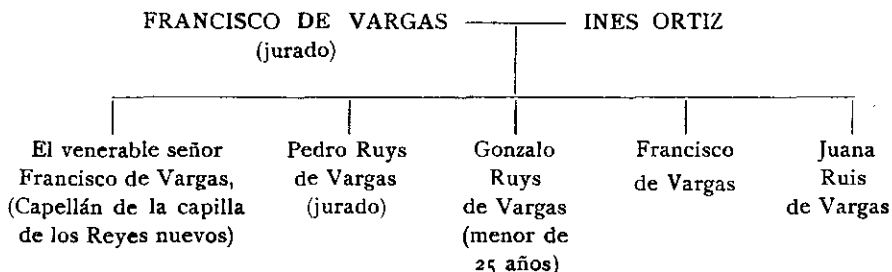 FRANCISCO DE VARGAS INES ORTIZ
(jurado)
El venerable señor
Francisco de Vargas,
(Capellán de la capilla
de los Reyes nuevos)
Pedro Ruys
de Vargas
(jurado)
Gonzalo
Ruys
de Vargas
(menor de
25 años)
Francisco
de Vargas
Juana
Ruis
de Vargas